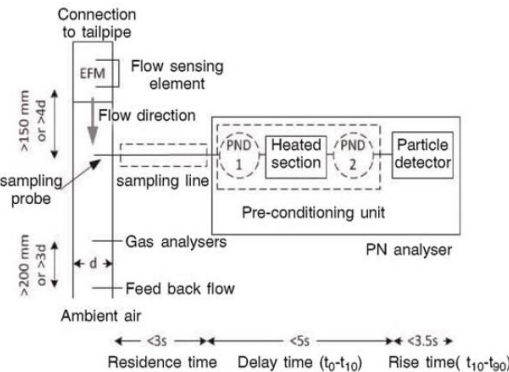 Connection
to tailpipe
EFM
Flow sensing
element
>150 mm
or >4d
Flow direction
sampling
probe
sampling line
PND
1
Heated
section
PND
2
Particle
detector
Pre-conditioning unit
PN analyser
>200 mm
or >3d
Gas analysers
d
Feed back flow
Ambient air
<3s
<5s
<3.5s
Residence time
Delay time (t0-t10)
Rise time( t10-t90)